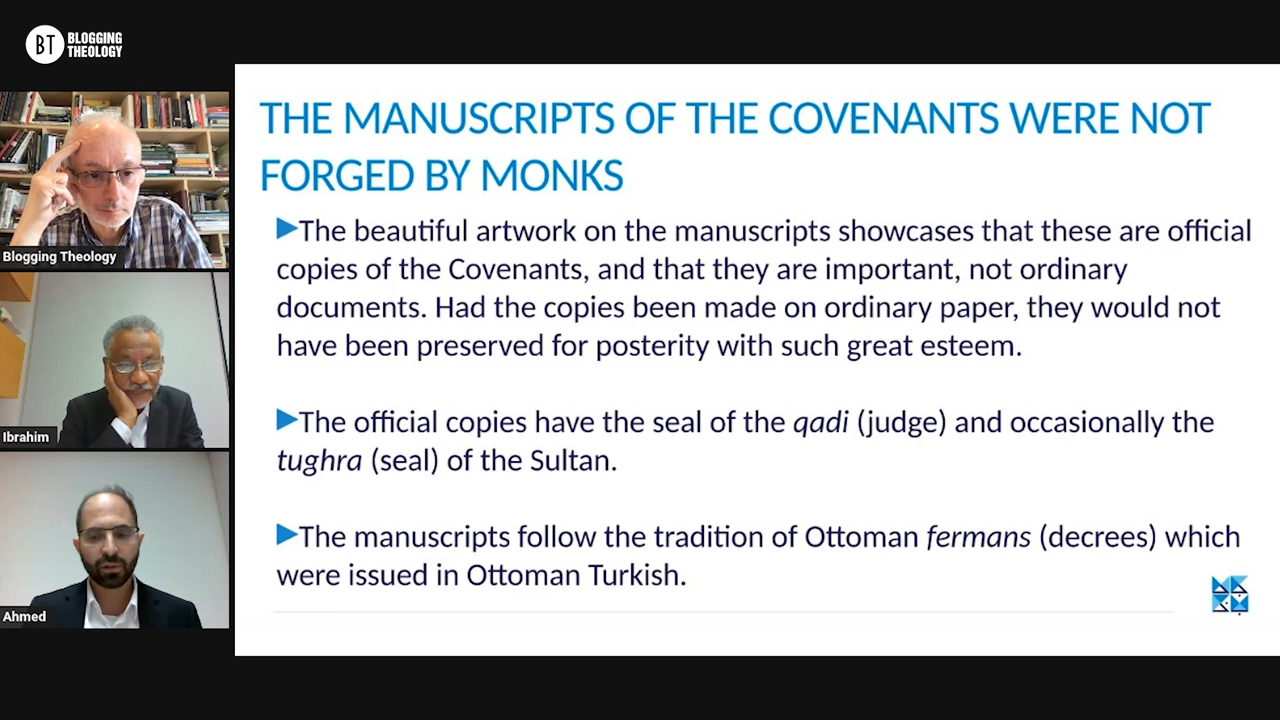 BT BLOGGING
THEOLOGY
Blogging Theology
Ibrahim
Ahmed
THE MANUSCRIPTS OF THE COVENANTS WERE NOT
FORGED BY MONKS
▶The beautiful artwork on the manuscripts showcases that these are official
copies of the Covenants, and that they are important, not ordinary
documents. Had the copies been made on ordinary paper, they would not
have been preserved for posterity with such great esteem.
▶The official copies have the seal of the qadi (judge) and occasionally the
tughra (seal) of the Sultan.
▶The manuscripts follow the tradition of Ottoman fermans (decrees) which
were issued in Ottoman Turkish.